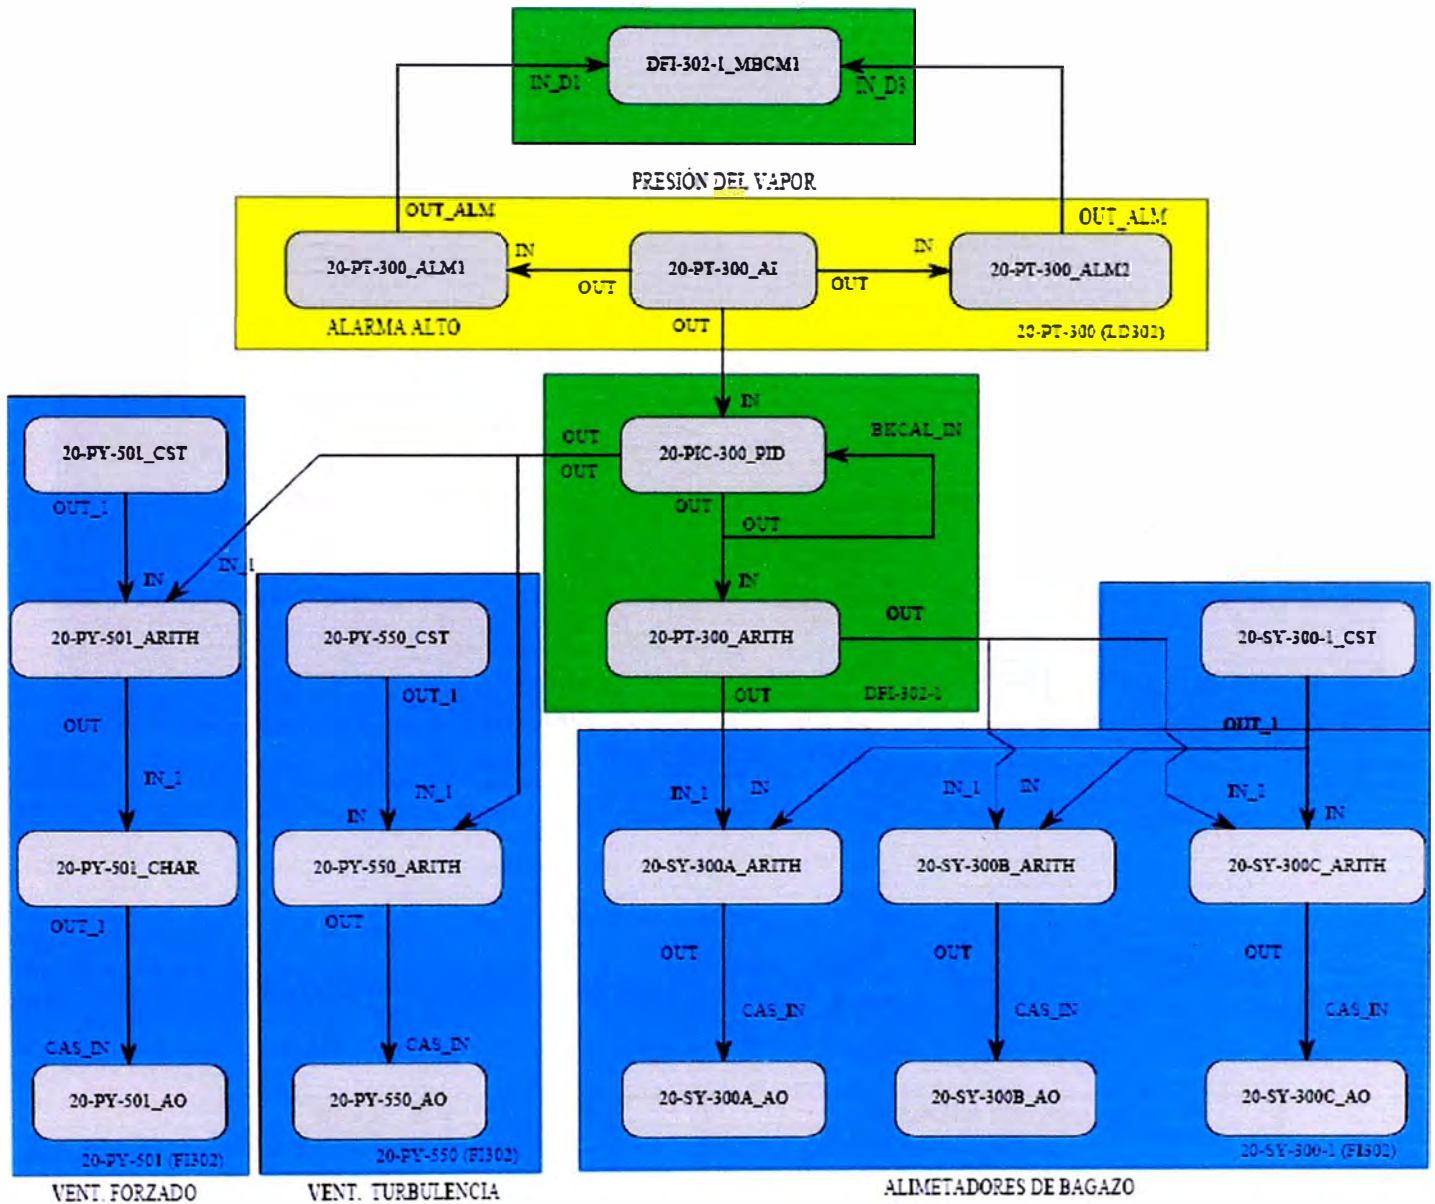 DFI-302-1_MBCM1
IN_D1
IN_D3
PRESIÓN DEL VAPOR
OUT_ALM
OUT_ALM
20-PT-300_ALM1
IN
OUT
20-PT-300_AI
OUT
IN
20-PT-300_ALM2
ALARMA ALTO
OUT
20-PT-300 (LD302)
IN
20-PY-501_CST
OUT
OUT
20-PIC-300_PID
BKCAL_IN
OUT_1
OUT
OUT
IN_1
IN
IN
20-PY-501_ARITH
20-PY-550_CST
20-PT-300_ARITH
OUT
20-SY-300-1_CST
OUT
OUT_1
OUT
DFI-302-1
OUT_1
IN_1
IN
IN_1
IN_1
IN
IN_1
IN
IN_1
IN
20-PY-501_CHAR
20-PY-550_ARITH
20-SY-300A_ARITH
20-SY-300B_ARITH
20-SY-300C_ARITH
OUT_1
OUT
OUT
OUT
OUT
CAS_IN
CAS_IN
CAS_IN
CAS_IN
CAS_IN
20-PY-501_AO
20-PY-550_AO
20-SY-300A_AO
20-SY-300B_AO
20-SY-300C_AO
20-PY-501 (FI302)
20-PY-550 (FI302)
20-SY-300-1 (FI302)
VENT. FORZADO
VENT. TURBULENCIA
ALIMETADORES DE BAGAZO